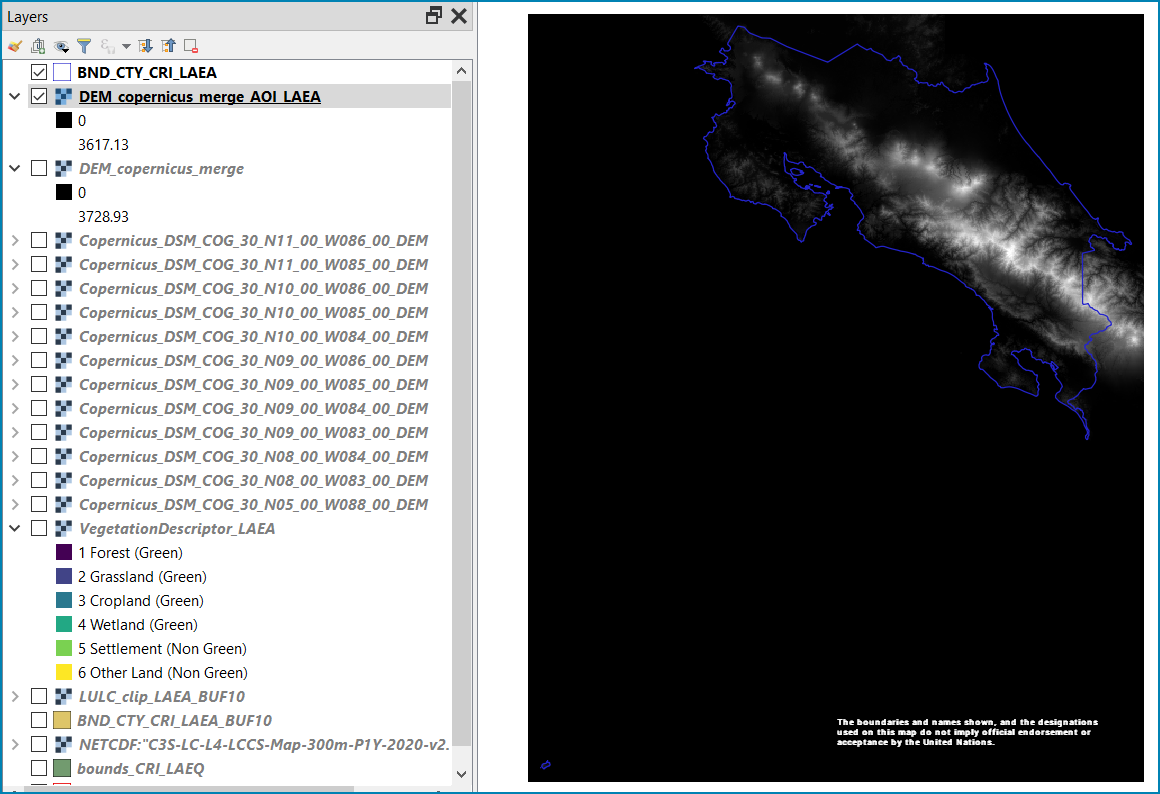 Layers
BND_CTY_CRI_LAEA
DEM_copernicus_merge_AOI_LAEA
0
3617.13
DEM_copernicus_merge
0
3728.93
Copernicus_DSM_COG_30_N11_00_W086_00_DEM
Copernicus_DSM_COG_30_N11_00_W085_00_DEM
Copernicus_DSM_COG_30_N10_00_W086_00_DEM
Copernicus_DSM_COG_30_N10_00_W085_00_DEM
Copernicus_DSM_COG_30_N10_00_W084_00_DEM
Copernicus_DSM_COG_30_N09_00_W086_00_DEM
Copernicus_DSM_COG_30_N09_00_W085_00_DEM
Copernicus_DSM_COG_30_N09_00_W084_00_DEM
Copernicus_DSM_COG_30_N09_00_W083_00_DEM
Copernicus_DSM_COG_30_N08_00_W084_00_DEM
Copernicus_DSM_COG_30_N08_00_W083_00_DEM
Copernicus_DSM_COG_30_N05_00_W088_00_DEM
VegetationDescriptor_LAEA
1 Forest (Green)
2 Grassland (Green)
3 Cropland (Green)
4 Wetland (Green)
5 Settlement (Non Green)
6 Other Land (Non Green)
LULC_clip_LAEA_BUF10
BND_CTY_CRI_LAEA_BUF10
NETCDF:"C3S-LC-L4-LCCS-Map-300m-P1Y-2020-v2.
bounds_CRI_LAEQ
The boundaries and names shown, and the designations
used on this map do not imply official endorsement or
acceptance by the United Nations.